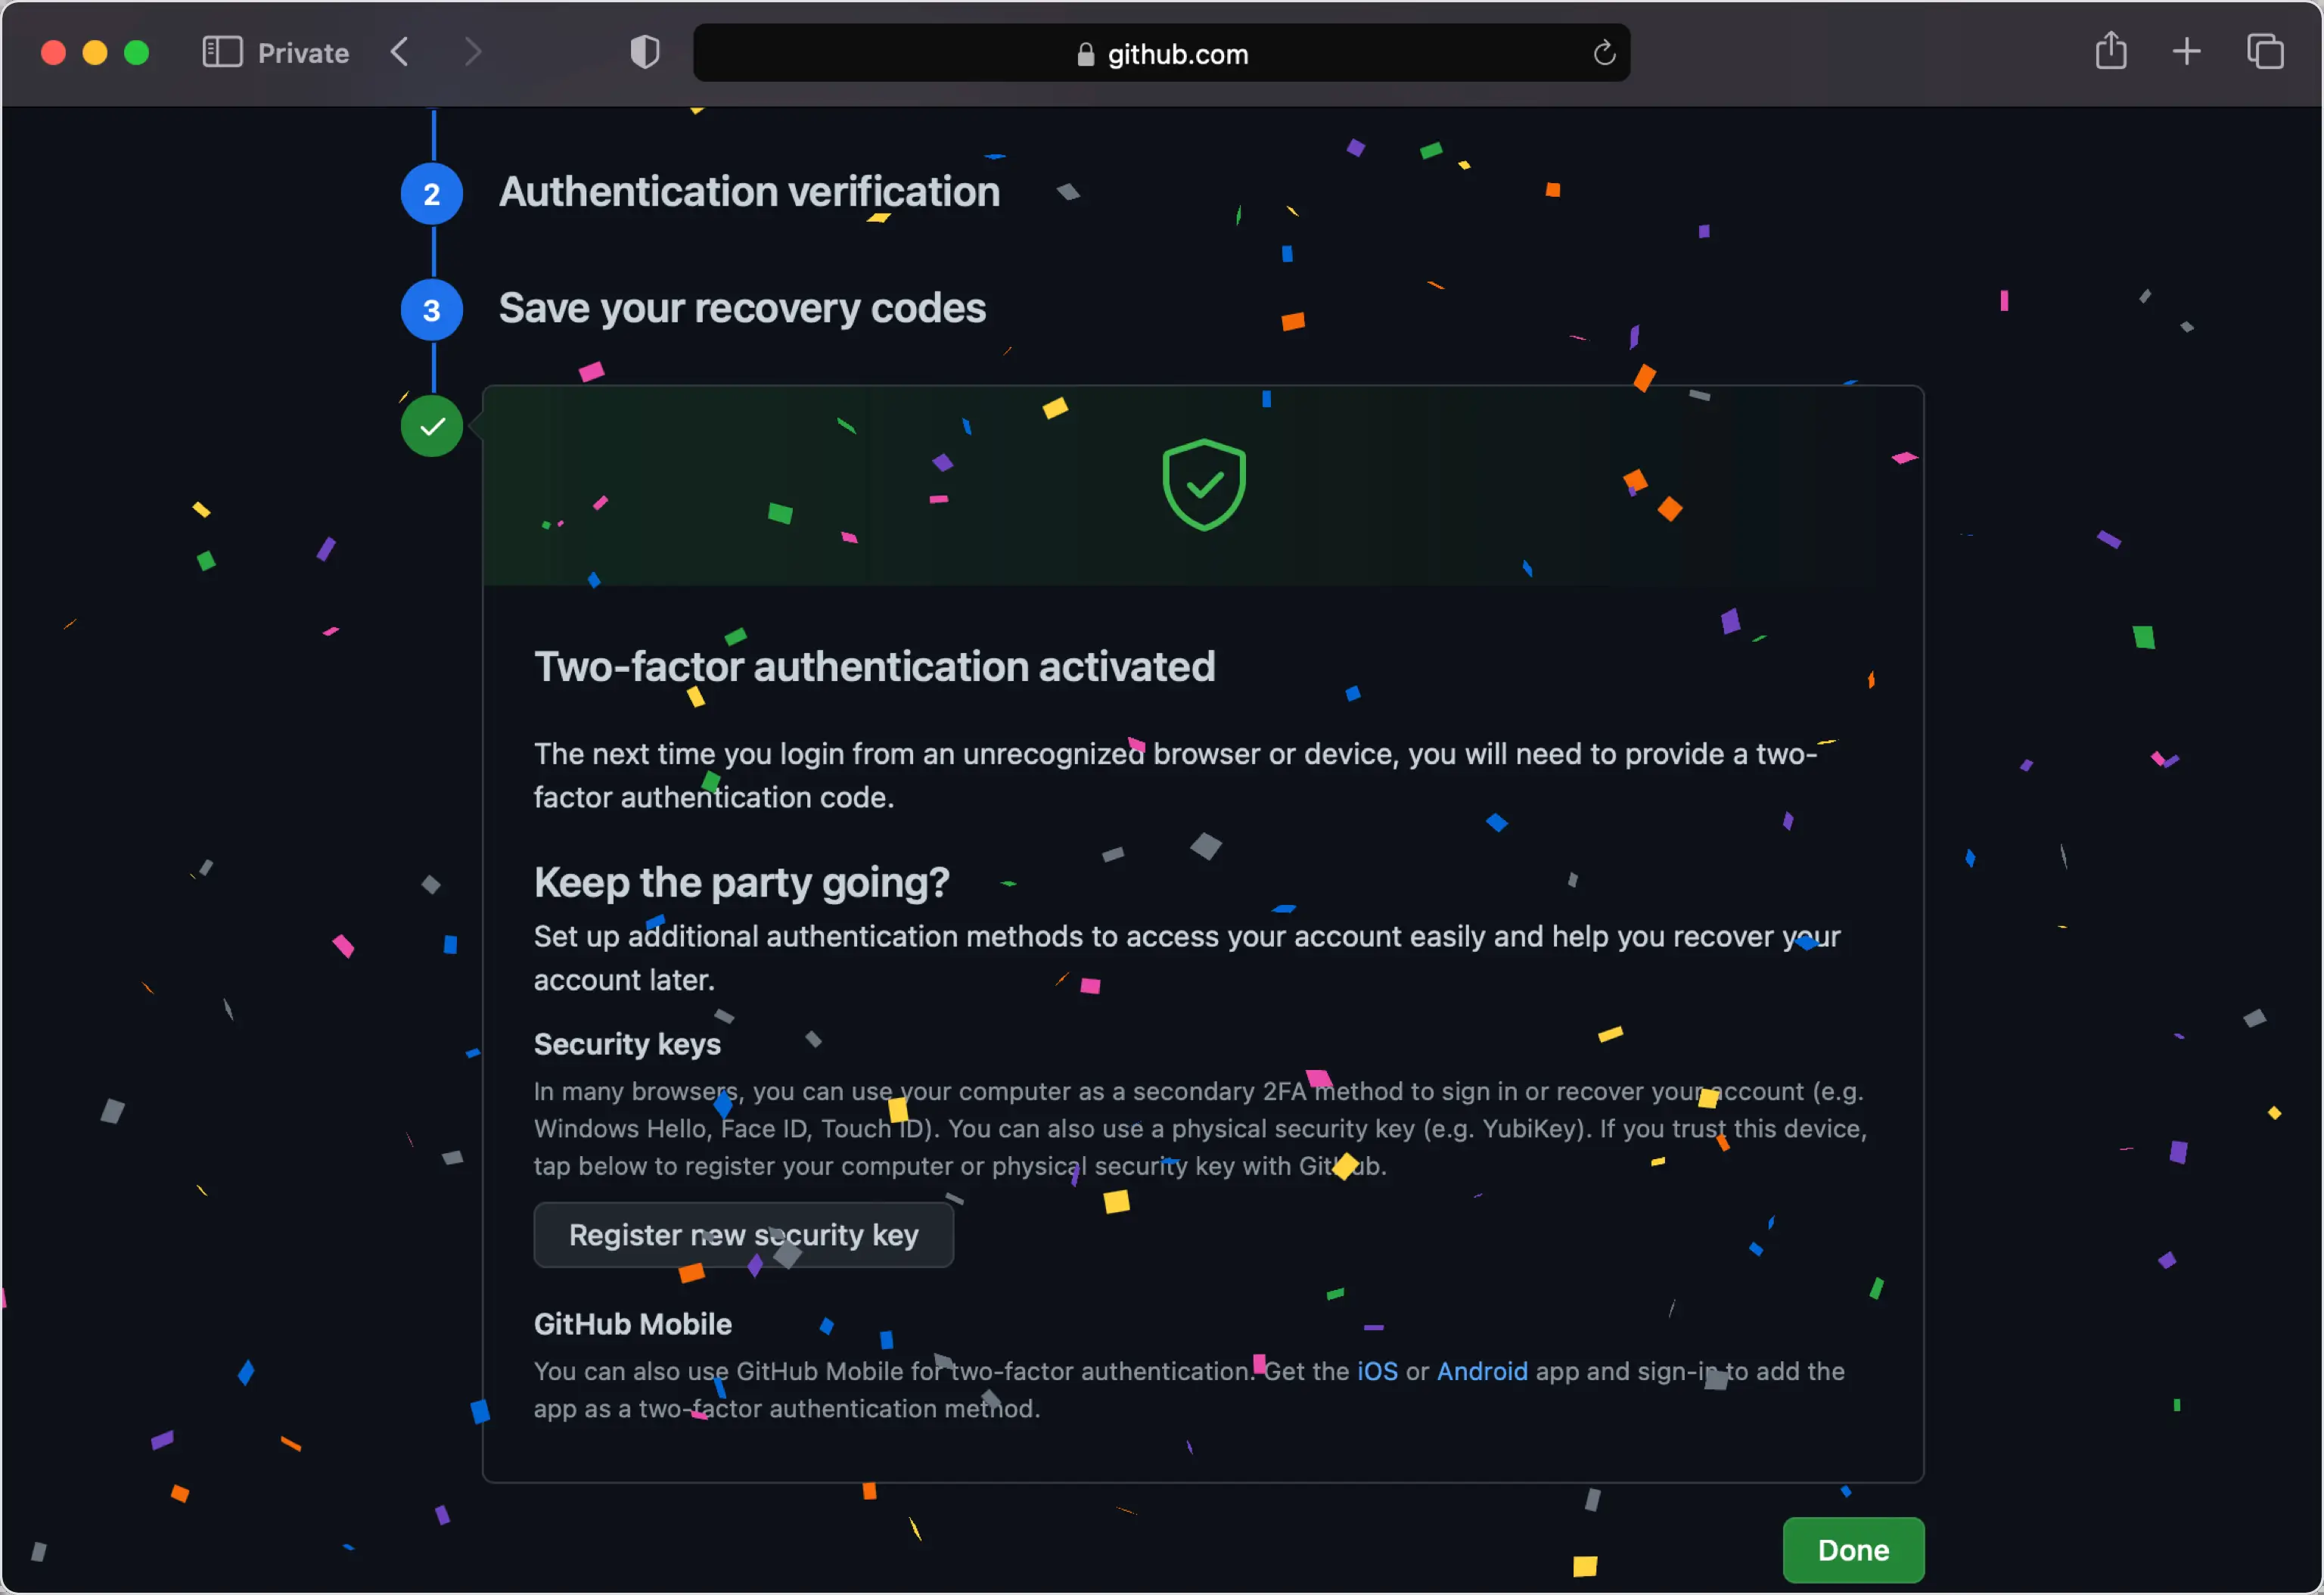 Private
github.com
2 Authentication verification
3 Save your recovery codes
Two-factor authentication activated
The next time you login from an unrecognized browser or device, you will need to provide a two-
factor authentication code.
Keep the party going?
Set up additional authentication methods to access your account easily and help you recover your
account later.
Security keys
In many browsers, you can use your computer as a secondary 2FA method to sign in or recover your account (e.g.
Windows Hello, Face ID, Touch ID). You can also use a physical security key (e.g. YubiKey). If you trust this device,
tap below to register your computer or physical security key with GitHub.
Register new security key
GitHub Mobile
You can also use GitHub Mobile for two-factor authentication. Get the iOS or Android app and sign-in to add the
app as a two-factor authentication method.
Done